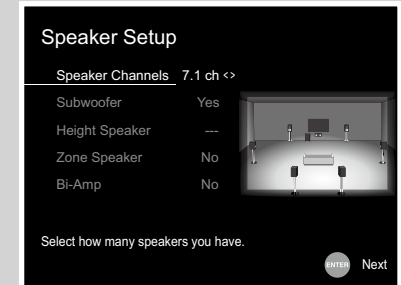 Speaker Setup
Speaker Channels 7.1 ch <>
Subwoofer Yes
Height Speaker ---
Zone Speaker No
Bi-Amp No
Select how many speakers you have.
ENTER Next